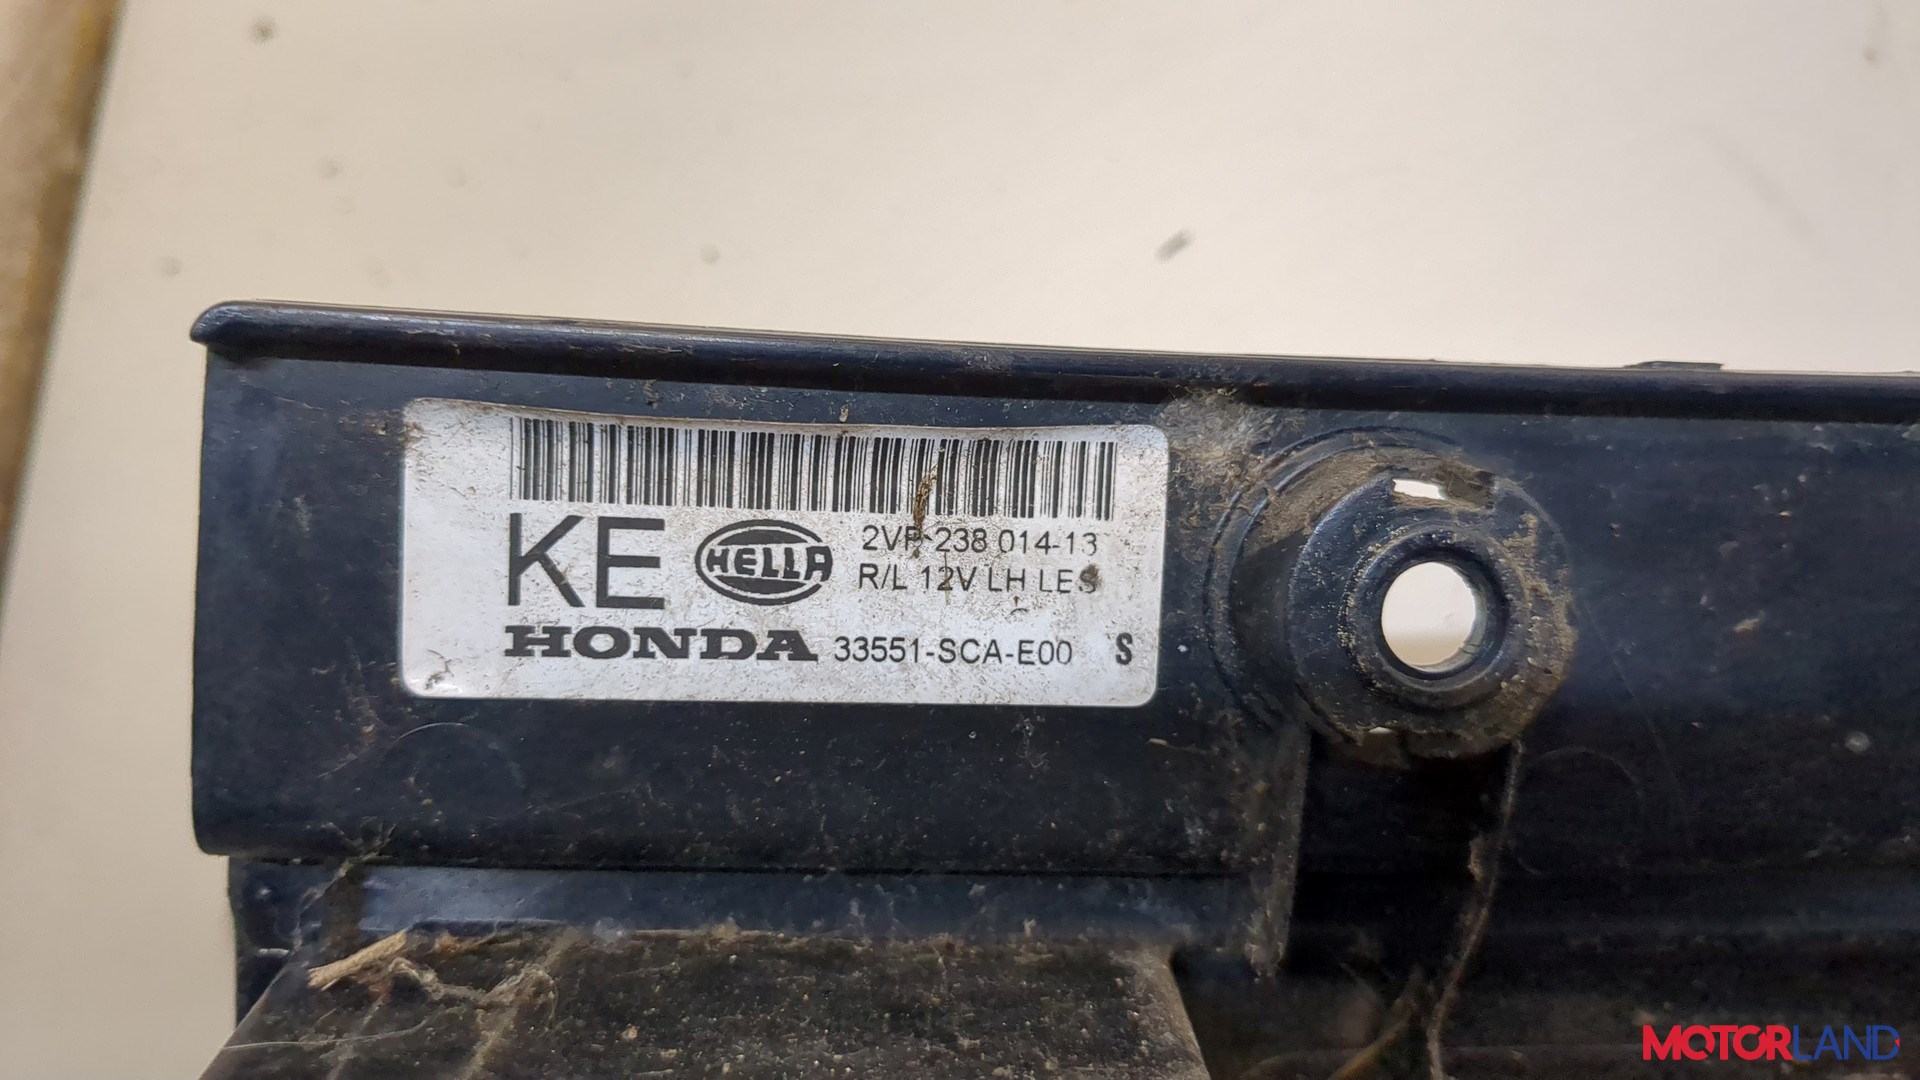 KE HELLA 2VP 238 014-13
R/L 12V LH LES
HONDA 33551-SCA-E00 S
MOTORLAND